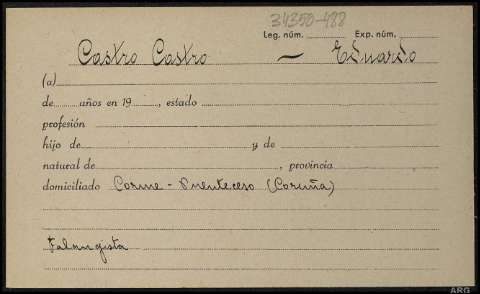 34350-488
Leg. núm. Exp. núm.
Castro Castro — Eduardo
(a)
de años en 19 , estado
profesión
hijo de y de
natural de , provincia
domiciliado Corme - Puenteceso (Coruña)
Falangista
ARG